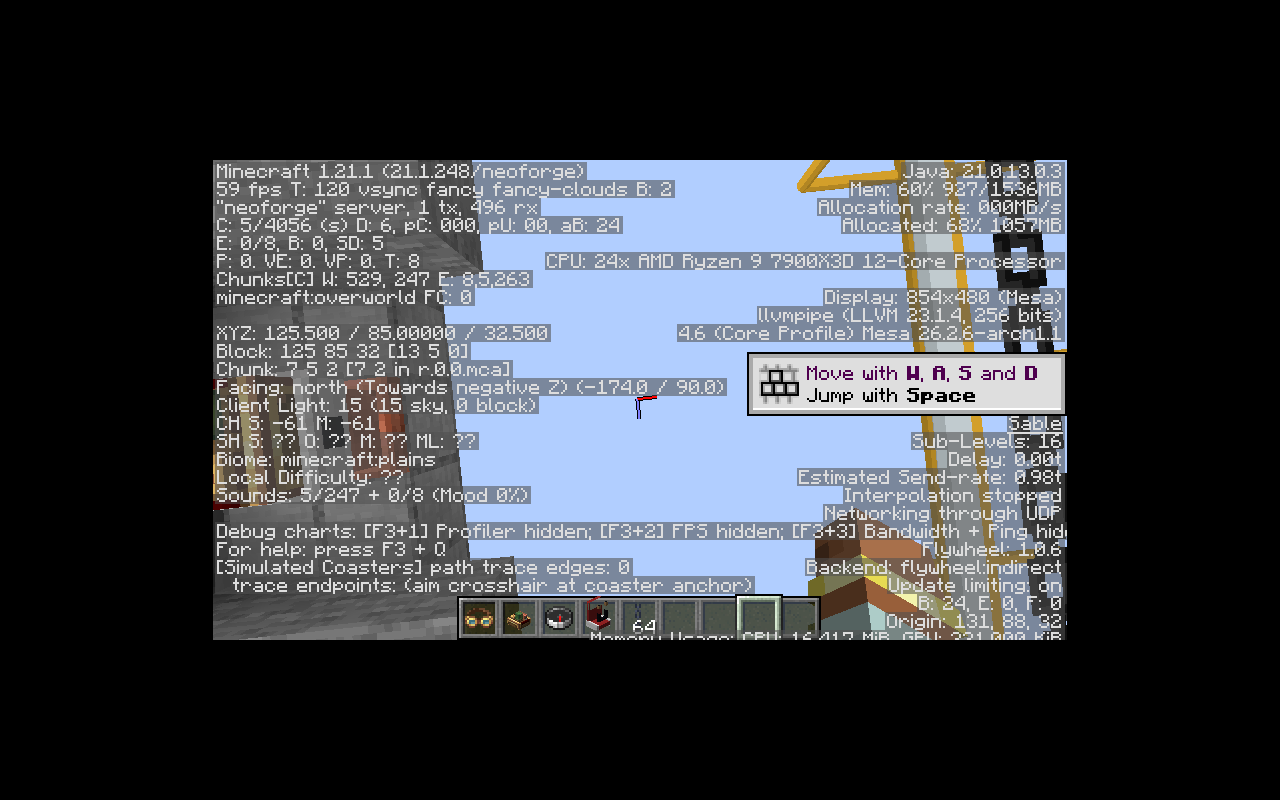 Minecraft 1.21.1 (21.1.248/neoforge)
59 fps T: 120 vsync fancy fancy-clouds B: 2
"neoforge" server, 1 tx, 496 rx
C: 5/4056 (s) D: 6, pC: 000, pU: 00, aB: 24
E: 0/8, B: 0, SD: 5
P: 0, VE: 0, VP: 0, T: 8
Chunks[C] W: 529, 247 E: 8,5,263
minecraft:overworld FC: 0
XYZ: 125.500 / 85.00000 / 32.500
Block: 125 85 32 [13 5 0]
Chunk: 7 5 2 [7 2 in r.0.0.mca]
Facing: north (Towards negative Z) (-174.0 / 90.0)
Client Light: 15 (15 sky, 0 block)
CH S: -61 M: -61
SH S: ?? O: ?? M: ?? ML: ??
Biome: minecraft:plains
Local Difficulty: ??
Sounds: 5/247 + 0/8 (Mood 0%)
Debug charts: [F3+1] Profiler hidden; [F3+2] FPS hidden; [F3+3] Bandwidth + Ping hid
For help: press F3 + Q
[Simulated Coasters] path trace edges: 0
trace endpoints: (aim crosshair at coaster anchor)
Java: 21.0.13.0.3
Mem: 60% 927/1536MB
Allocation rate: 000MB/s
Allocated: 68% 1057MB
CPU: 24x AMD Ryzen 9 7900X3D 12-Core Processor
Display: 854x480 (Mesa)
llvmpipe (LLVM 23.1.4, 256 bits)
4.6 (Core Profile) Mesa 26.2.6-arch1.1
Move with W, A, S and D
Jump with Space
Sable
Sub-Levels: 16
Delay: 0.00t
Estimated Send-rate: 0.98t
Interpolation stopped
Networking through UDP
Flywheel: 1.0.6
Backend: flywheel:indirect
Update limiting: on
B: 24, E: 0, F: 0
Origin: 131, 88, 32
64
Memory Usage: CPU: 16,417 MiB, GPU: 331,000 KiB